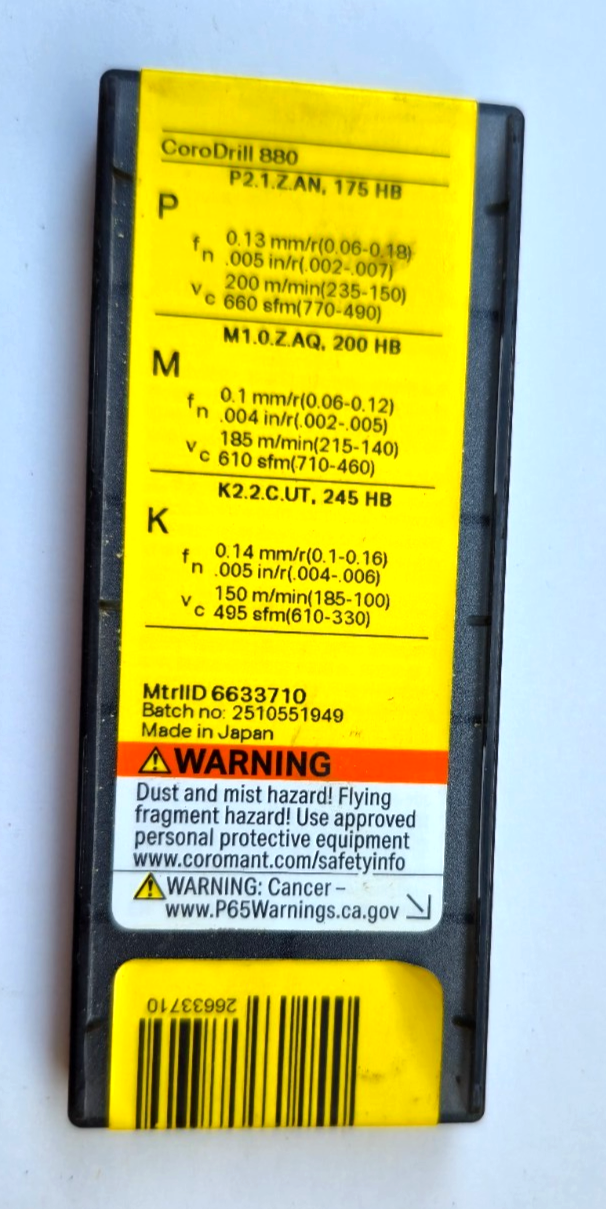 CoroDrill 880
P2.1.Z.AN, 175 HB
P
fn 0.13 mm/r(0.06-0.18)
.005 in/r(.002-.007)
vc 200 m/min(235-150)
660 sfm(770-490)
M1.0.Z.AQ, 200 HB
M
fn 0.1 mm/r(0.06-0.12)
.004 in/r(.002-.005)
vc 185 m/min(215-140)
610 sfm(710-460)
K2.2.C.UT, 245 HB
K
fn 0.14 mm/r(0.1-0.16)
.005 in/r(.004-.006)
vc 150 m/min(185-100)
495 sfm(610-330)
MtrlID 6633710
Batch no: 2510551949
Made in Japan
WARNING
Dust and mist hazard! Flying
fragment hazard! Use approved
personal protective equipment
www.coromant.com/safetyinfo
WARNING: Cancer –
www.P65Warnings.ca.gov
26633710